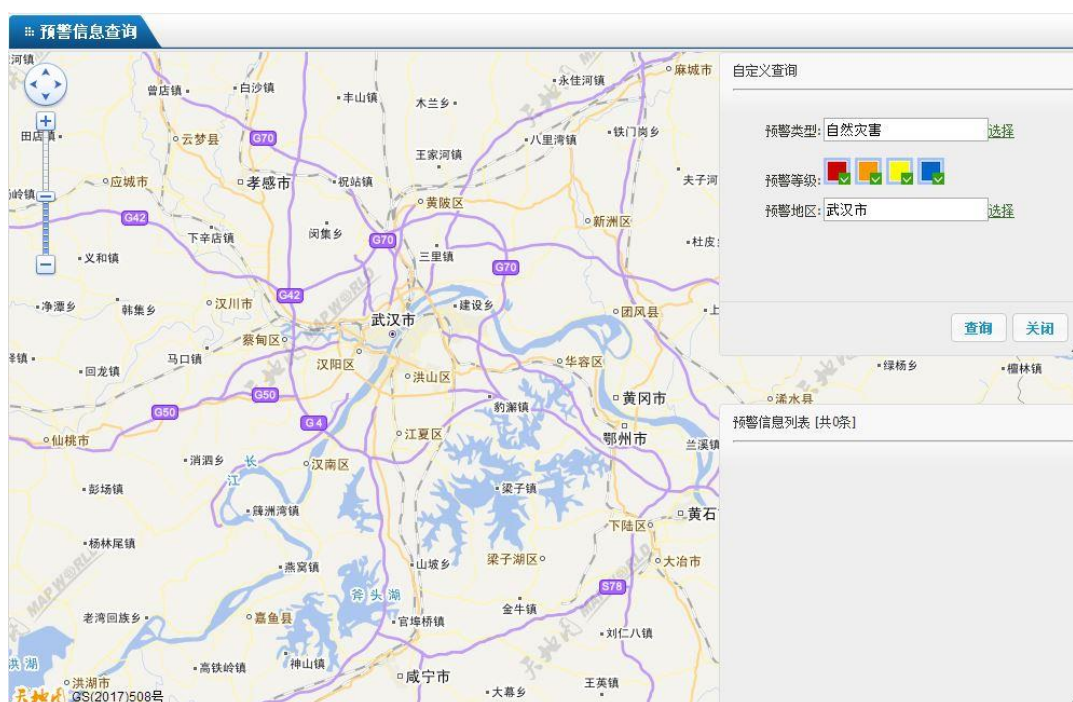 预警信息查询
河镇
曾店镇
白沙镇
丰山镇
木兰乡
永佳河镇
麻城市
田店镇
云梦县
G70
八里湾镇
铁门岗乡
王家河镇
应城市
孝感市
祝站镇
夫子河
岭镇
黄陂区
G42
新洲区
下辛店镇
闵集乡
G70
杜皮
义和镇
三里镇
G70
净潭乡
韩集乡
汉川市
G42
建设乡
团风县
上
武汉市
蔡甸区
马口镇
汉阳区
华容区
回龙镇
洪山区
绿杨乡
檀林镇
G50
G50
豹澥镇
黄冈市
浠水县
G4
江夏区
鄂州市
兰溪镇
仙桃市
消泗乡
长
江
汉南区
彭场镇
梁子镇
簰洲湾镇
黄石
下陆区
杨林尾镇
燕窝镇
山坡乡
梁子湖区
大冶市
斧头湖
S78
老湾回族乡
嘉鱼县
官埠桥镇
金牛镇
刘仁八镇
洪湖
高铁岭镇
神山镇
咸宁市
洪湖市
大幕乡
王英镇
天地图
GS(2017)508号
MAPWORLD
自定义查询
预警类型:自然灾害 选择
预警等级:
预警地区:武汉市 选择
查询 关闭
预警信息列表 [共0条]